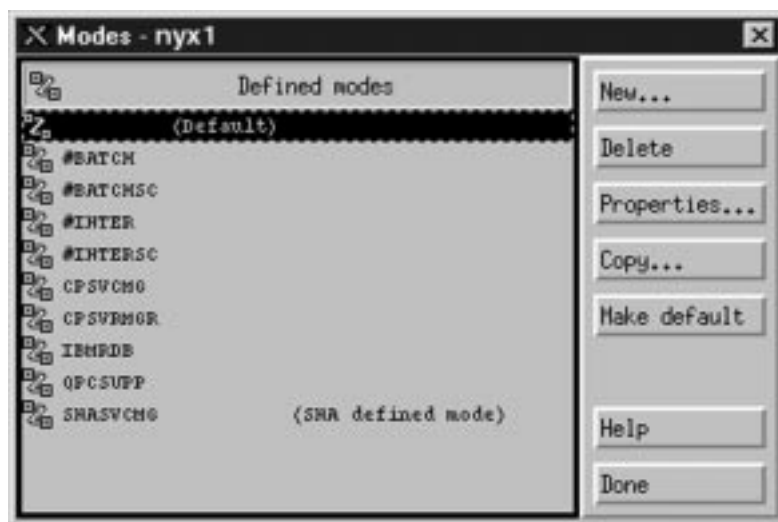 Modes - nyx1
Defined modes
(Default)
#BATCH
#BATCHSC
#INTER
#INTERSC
CPSVCMG
CPSVRMGR
IBMRDB
QPCSUPP
SNASVCMG (SNA defined mode)
New...
Delete
Properties...
Copy...
Make default
Help
Done